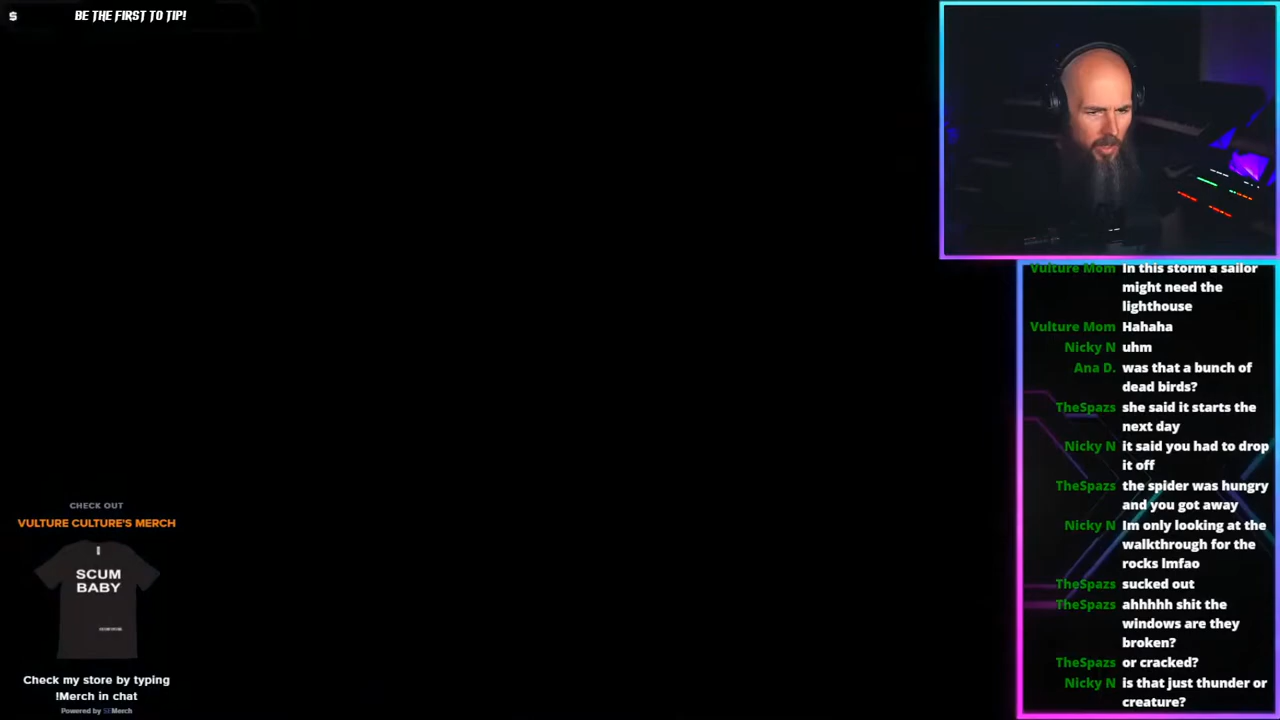 $
BE THE FIRST TO TIP!
Vulture Mom In this storm a sailor
might need the
lighthouse
Vulture Mom Hahaha
Nicky N uhm
Ana D. was that a bunch of
dead birds?
TheSpazs she said it starts the
next day
Nicky N it said you had to drop
it off
TheSpazs the spider was hungry
and you got away
Nicky N Im only looking at the
walkthrough for the
rocks lmfao
TheSpazs sucked out
TheSpazs ahhhhh shit the
windows are they
broken?
TheSpazs or cracked?
Nicky N is that just thunder or
creature?
CHECK OUT
VULTURE CULTURE'S MERCH
SCUM
BABY
Check my store by typing
!Merch in chat
Powered by SEMerch